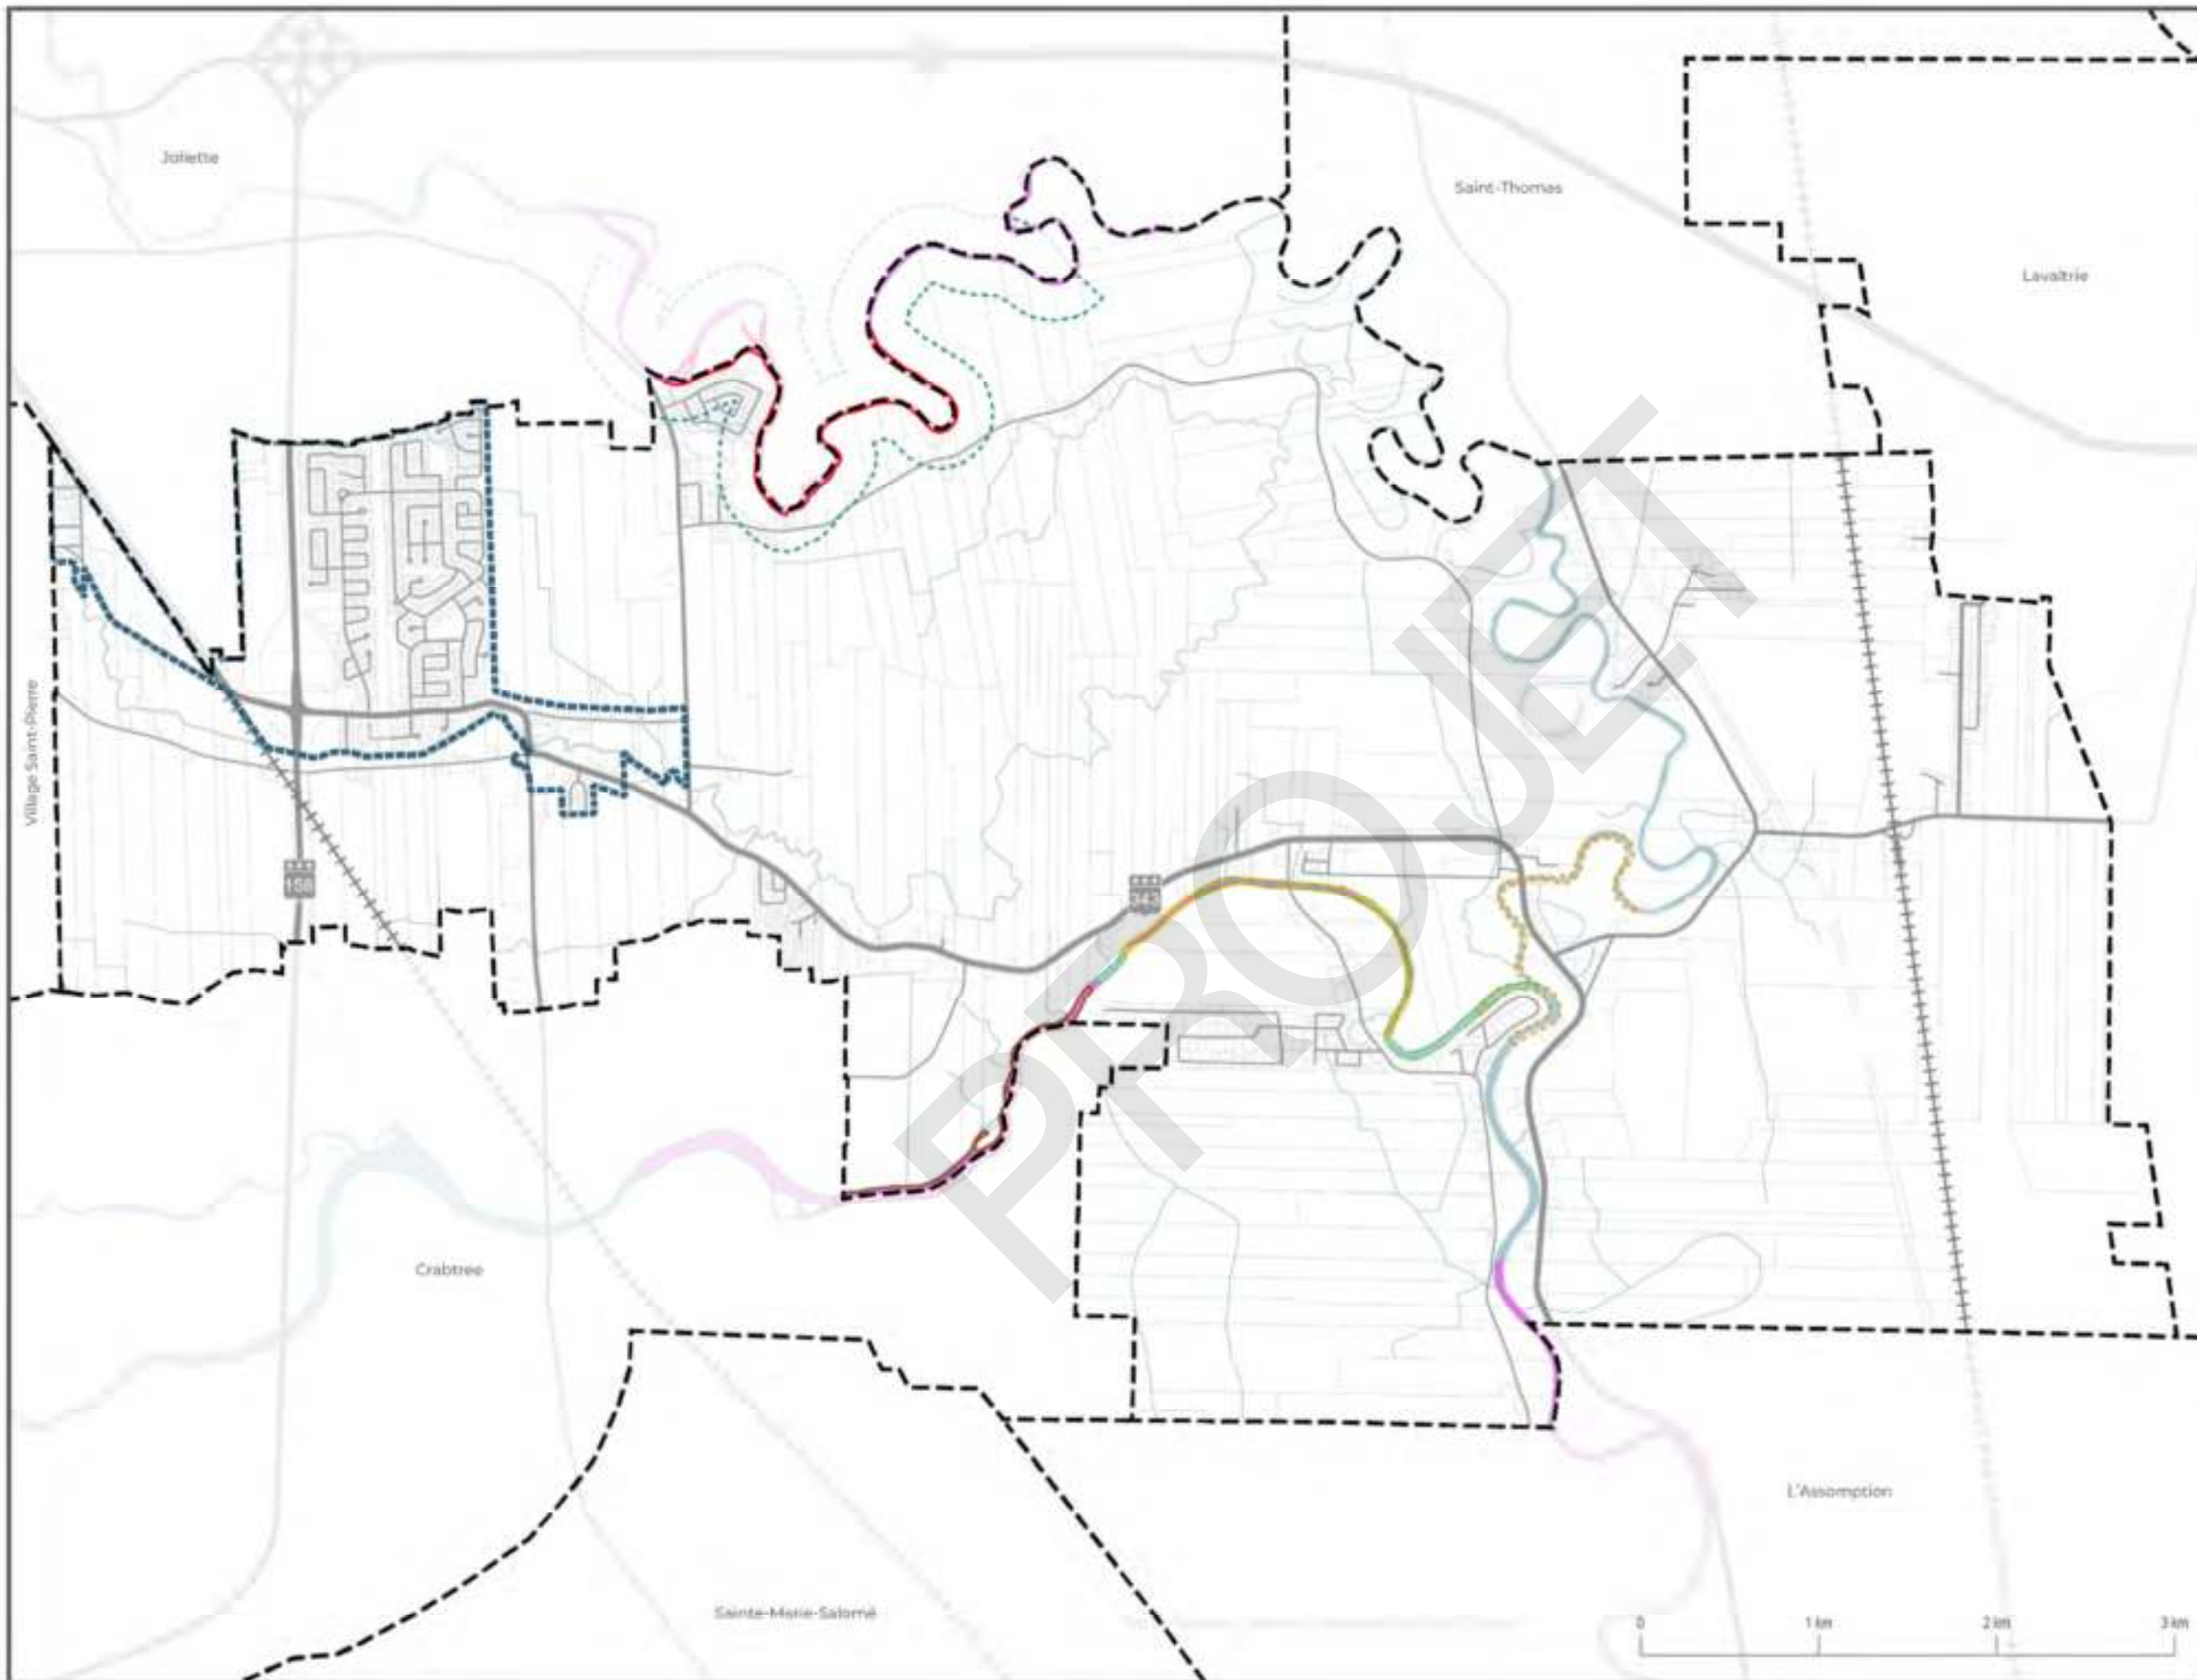 Joliette
Saint-Thomas
Lavaltrie
Village Saint-Pierre
158
343
PROJET
Crabtree
L'Assomption
Sainte-Marie-Salomé
0 1 km 2 km 3 km